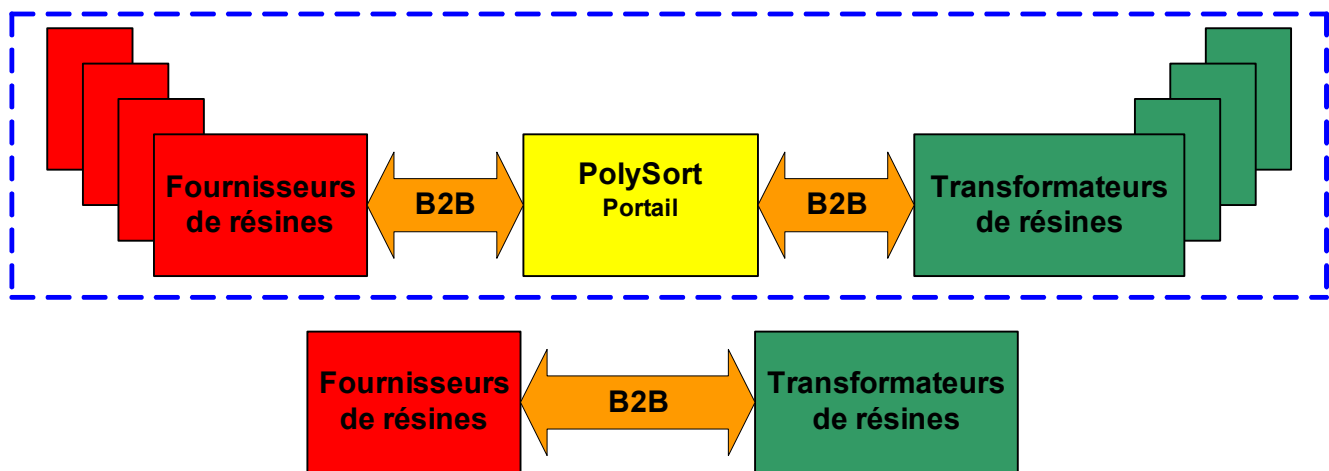 Fournisseurs
de résines
B2B
PolySort
Portail
B2B
Transformateurs
de résines
Fournisseurs
de résines
B2B
Transformateurs
de résines